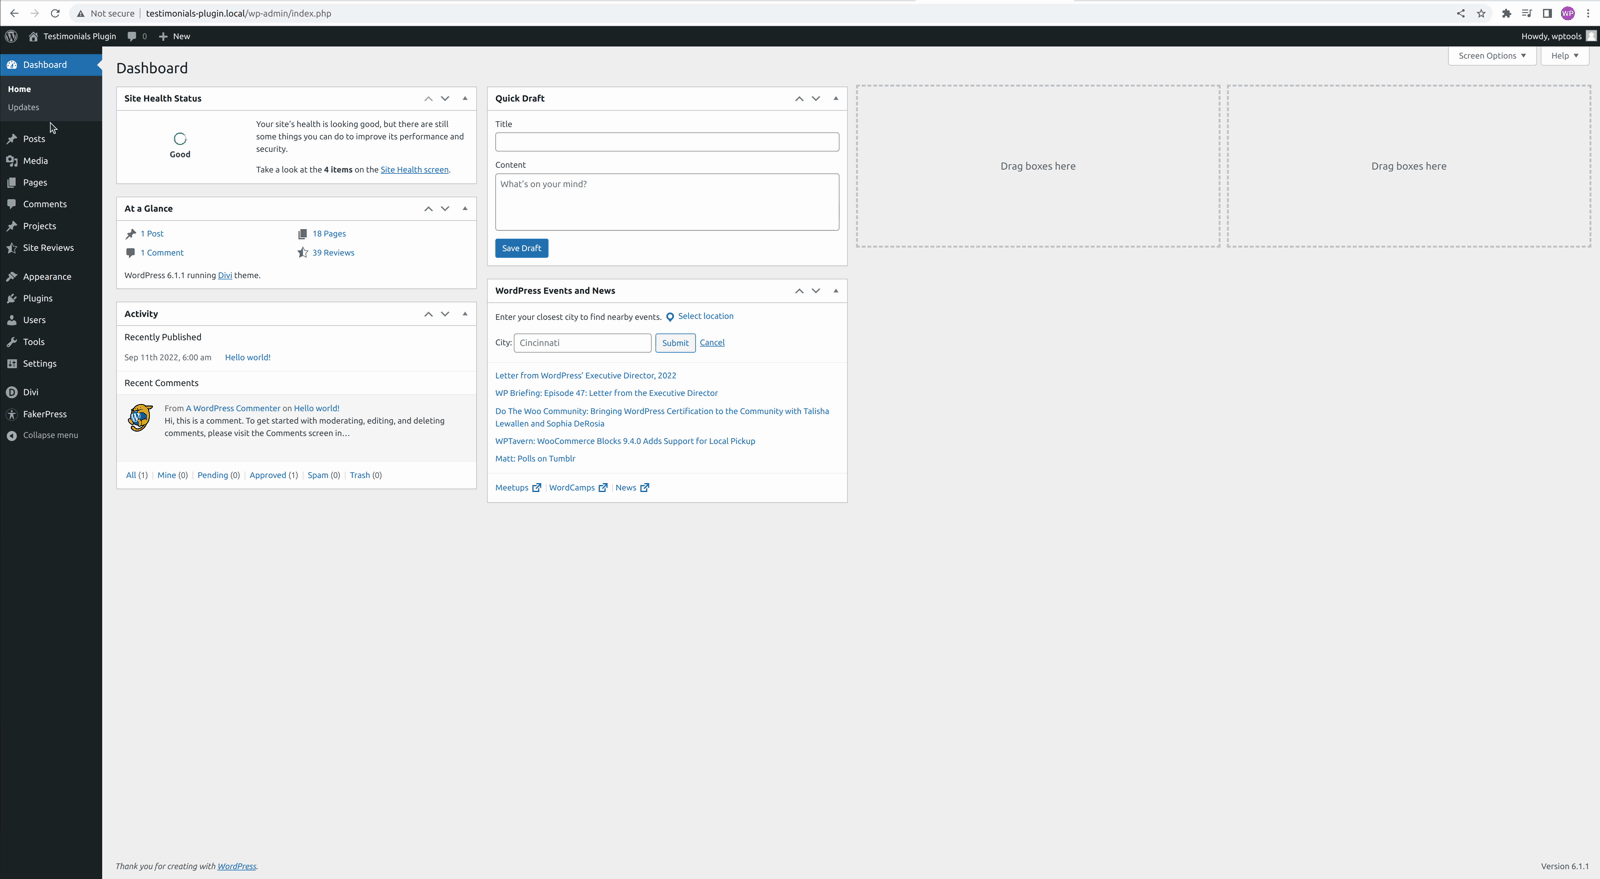 Not secure
testimonials-plugin.local/wp-admin/index.php
WP
Testimonials Plugin
0
New
Howdy, wptools
Dashboard
Home
Updates
Posts
Media
Pages
Comments
Projects
Site Reviews
Appearance
Plugins
Users
Tools
Settings
Divi
FakerPress
Collapse menu
Screen Options
Help
Dashboard
Site Health Status
Good
Your site's health is looking good, but there are still
some things you can do to improve its performance and
security.
Take a look at the 4 items on the Site Health screen.
At a Glance
1 Post
18 Pages
1 Comment
39 Reviews
WordPress 6.1.1 running Divi theme.
Activity
Recently Published
Sep 11th 2022, 6:00 am Hello world!
Recent Comments
From A WordPress Commenter on Hello world!
Hi, this is a comment. To get started with moderating, editing, and deleting
comments, please visit the Comments screen in…
All (1) | Mine (0) | Pending (0) | Approved (1) | Spam (0) | Trash (0)
Quick Draft
Title
Content
What's on your mind?
Save Draft
WordPress Events and News
Enter your closest city to find nearby events. Select location
City: Cincinnati Submit Cancel
Letter from WordPress' Executive Director, 2022
WP Briefing: Episode 47: Letter from the Executive Director
Do The Woo Community: Bringing WordPress Certification to the Community with Talisha
Lewallen and Sophia DeRosia
WPTavern: WooCommerce Blocks 9.4.0 Adds Support for Local Pickup
Matt: Polls on Tumblr
Meetups | WordCamps | News
Drag boxes here
Drag boxes here
Thank you for creating with WordPress.
Version 6.1.1